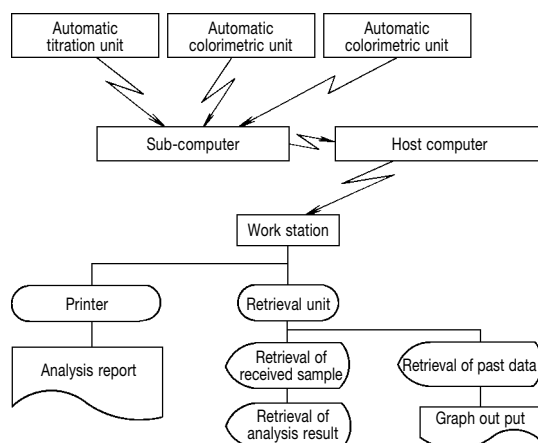 Automatic
titration unit
Automatic
colorimetric unit
Automatic
colorimetric unit
Sub-computer
Host computer
Work station
Printer
Retrieval unit
Analysis report
Retrieval of
received sample
Retrieval of past data
Retrieval of
analysis result
Graph out put